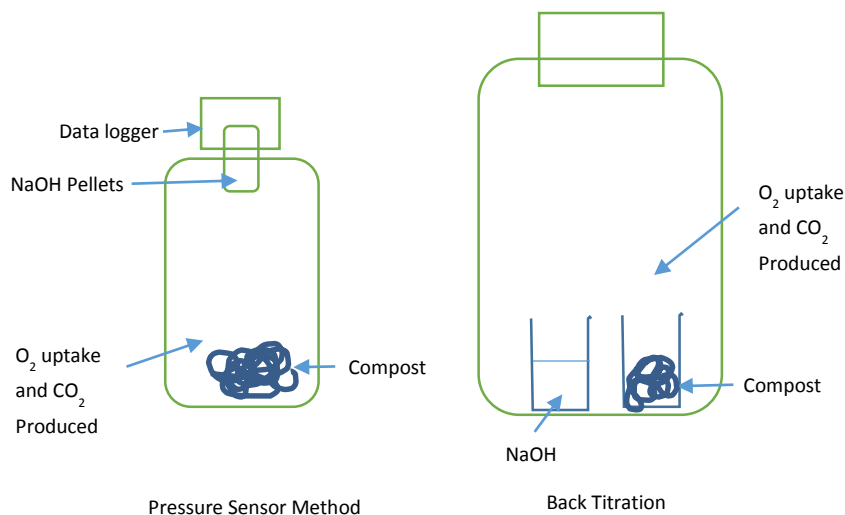 Data logger
NaOH Pellets
O₂ uptake
and CO₂
Produced
Compost
Pressure Sensor Method
O₂ uptake
and CO₂
Produced
Compost
NaOH
Back Titration